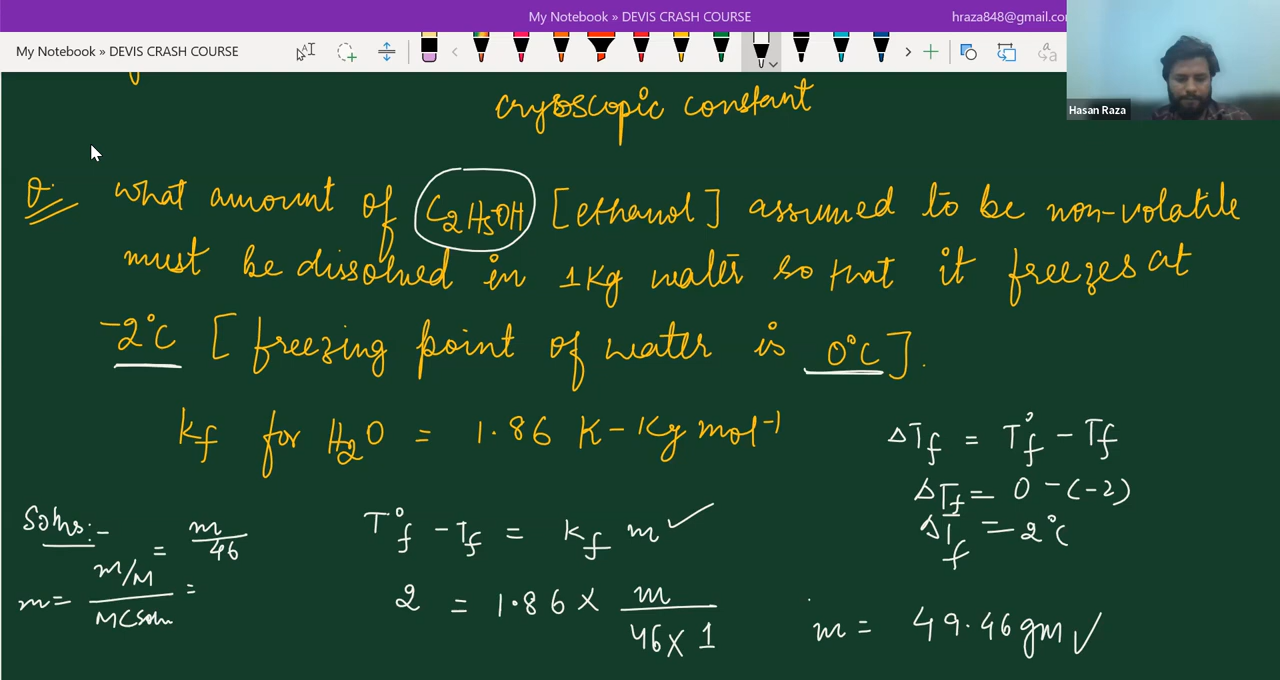 My Notebook » DEVIS CRASH COURSE
hraza848@gmail.co
My Notebook » DEVIS CRASH COURSE
Hasan Raza
cryoscopic constant
Q: what amount of C2H5OH [ethanol] assumed to be non-volatile
must be dissolved in 1Kg water so that it freezes at
-2°C [freezing point of water is 0°C].
kf for H2O = 1.86 K-Kg mol-1
ΔTf = T°f - Tf
ΔTf = 0 - (-2)
ΔTf = 2°C
Solns:-
= m/46
m = m/M =
T°f - Tf = kf m ✓
2 = 1.86 × m / 46 × 1
m = 49.46 gm ✓